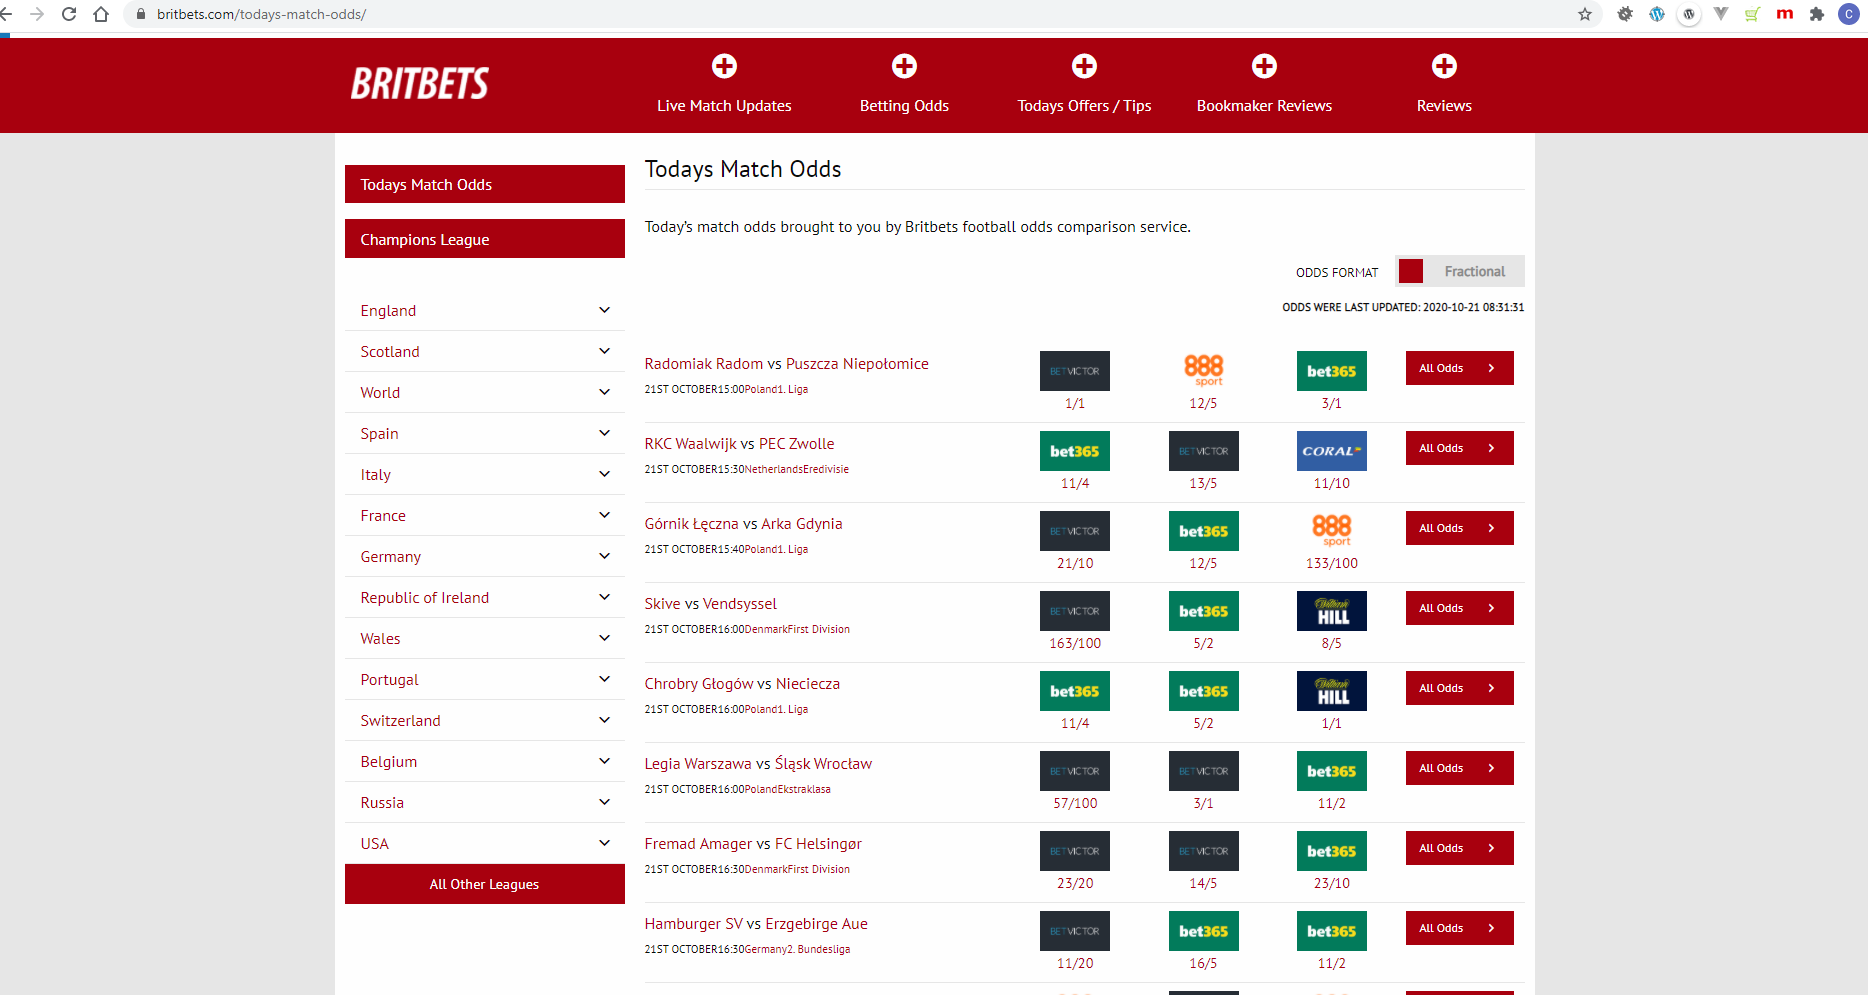 britbets.com/todays-match-odds/
m
C
BRITBETS
Live Match Updates
Betting Odds
Todays Offers / Tips
Bookmaker Reviews
Reviews
Todays Match Odds
Champions League
England
Scotland
World
Spain
Italy
France
Germany
Republic of Ireland
Wales
Portugal
Switzerland
Belgium
Russia
USA
All Other Leagues
Todays Match Odds
Today's match odds brought to you by Britbets football odds comparison service.
ODDS FORMAT Fractional
ODDS WERE LAST UPDATED: 2020-10-21 08:31:31
Radomiak Radom vs Puszcza Niepołomice
21ST OCTOBER15:00Poland1. Liga
BETVICTOR 888 sport bet365 All Odds
1/1 12/5 3/1
RKC Waalwijk vs PEC Zwolle
21ST OCTOBER15:30NetherlandsEredivisie
bet365 BETVICTOR CORAL All Odds
11/4 13/5 11/10
Górnik Łęczna vs Arka Gdynia
21ST OCTOBER15:40Poland1. Liga
BETVICTOR bet365 888 sport All Odds
21/10 12/5 133/100
Skive vs Vendsyssel
21ST OCTOBER16:00DenmarkFirst Division
BETVICTOR bet365 William HILL All Odds
163/100 5/2 8/5
Chrobry Głogów vs Nieciecza
21ST OCTOBER16:00Poland1. Liga
bet365 bet365 William HILL All Odds
11/4 5/2 1/1
Legia Warszawa vs Śląsk Wrocław
21ST OCTOBER16:00PolandEkstraklasa
BETVICTOR BETVICTOR bet365 All Odds
57/100 3/1 11/2
Fremad Amager vs FC Helsingør
21ST OCTOBER16:30DenmarkFirst Division
BETVICTOR BETVICTOR bet365 All Odds
23/20 14/5 23/10
Hamburger SV vs Erzgebirge Aue
21ST OCTOBER16:30Germany2. Bundesliga
BETVICTOR bet365 bet365 All Odds
11/20 16/5 11/2